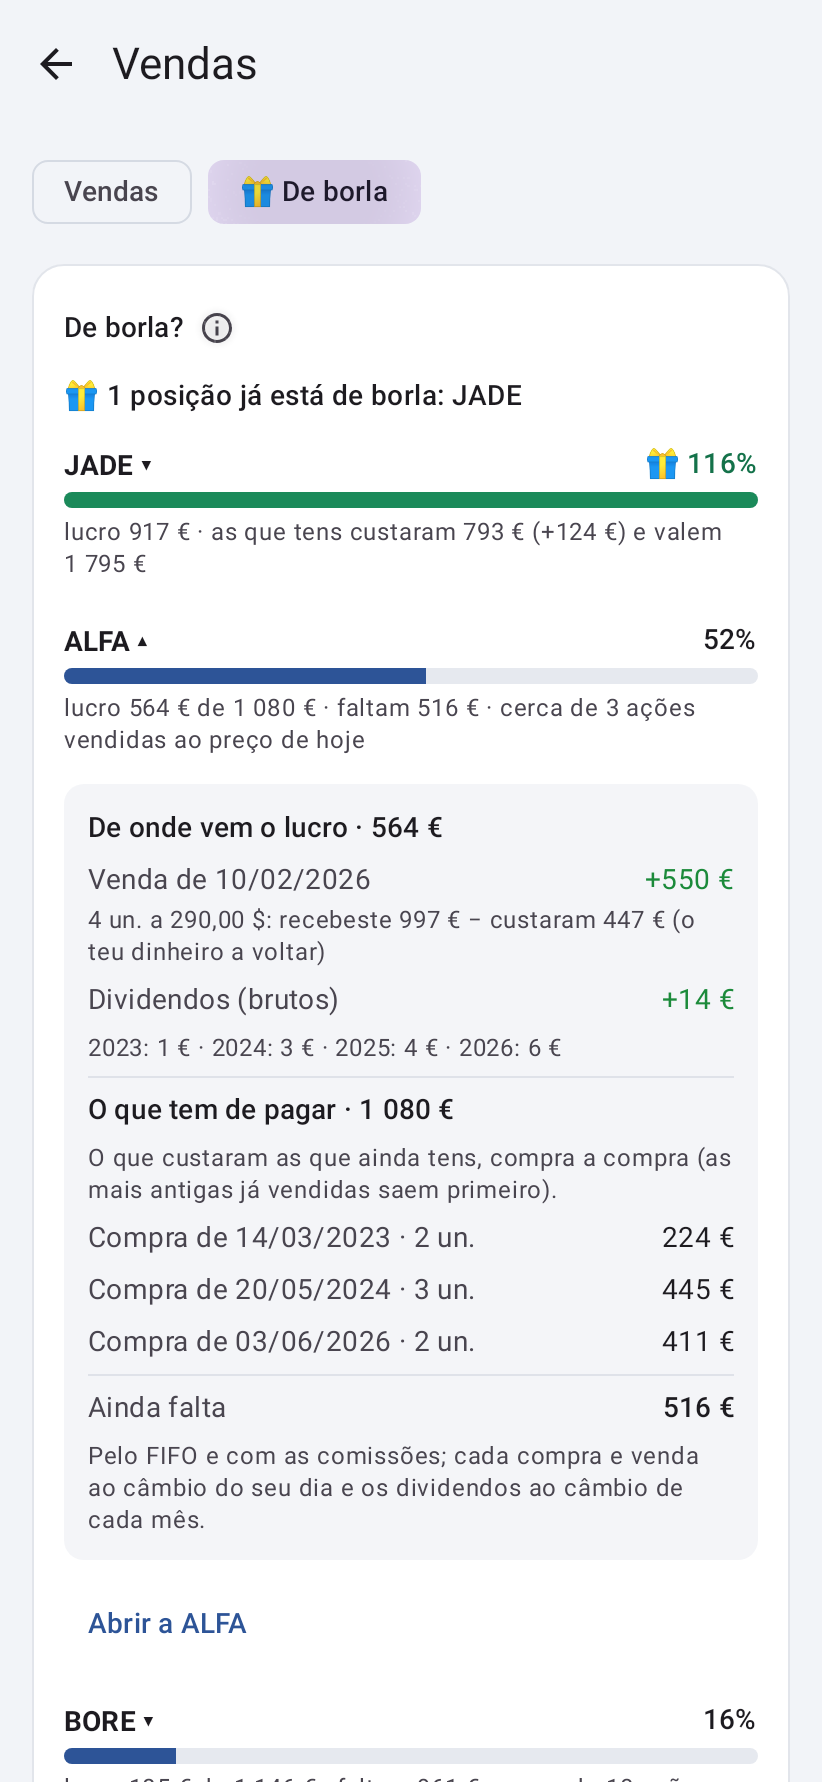 Vendas
Vendas
De borla
De borla?
1 posição já está de borla: JADE
JADE ▾
116%
lucro 917 € · as que tens custaram 793 € (+124 €) e valem
1 795 €
ALFA ▴
52%
lucro 564 € de 1 080 € · faltam 516 € · cerca de 3 ações
vendidas ao preço de hoje
De onde vem o lucro · 564 €
Venda de 10/02/2026
+550 €
4 un. a 290,00 $: recebeste 997 € − custaram 447 € (o
teu dinheiro a voltar)
Dividendos (brutos)
+14 €
2023: 1 € · 2024: 3 € · 2025: 4 € · 2026: 6 €
O que tem de pagar · 1 080 €
O que custaram as que ainda tens, compra a compra (as
mais antigas já vendidas saem primeiro).
Compra de 14/03/2023 · 2 un.
224 €
Compra de 20/05/2024 · 3 un.
445 €
Compra de 03/06/2026 · 2 un.
411 €
Ainda falta
516 €
Pelo FIFO e com as comissões; cada compra e venda
ao câmbio do seu dia e os dividendos ao câmbio de
cada mês.
Abrir a ALFA
BORE ▾
16%